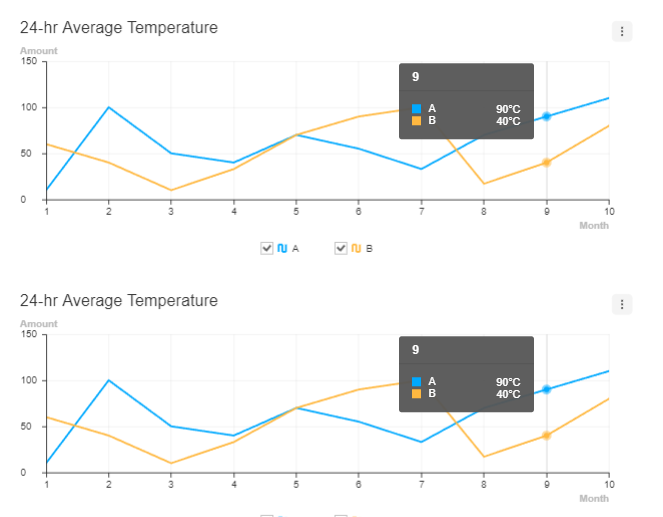 24-hr Average Temperature
Amount
150
9
100
A 90°C
B 40°C
50
0
1 2 3 4 5 6 7 8 9 10
Month
A B
24-hr Average Temperature
Amount
150
9
100
A 90°C
B 40°C
50
0
1 2 3 4 5 6 7 8 9 10
Month